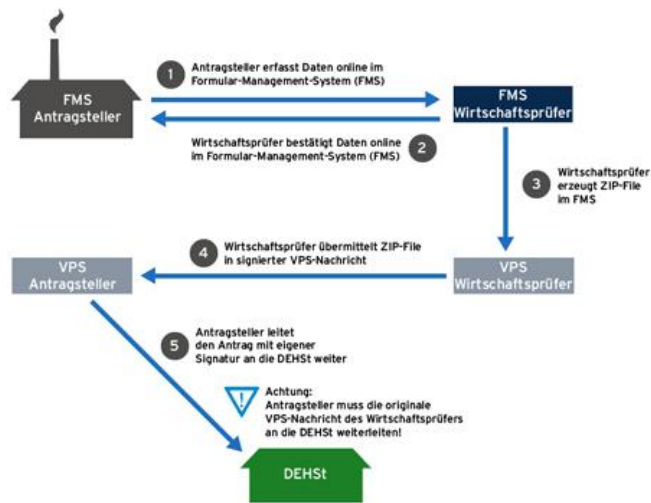 1
Antragsteller erfasst Daten online im
Formular-Management-System (FMS)
FMS
Antragsteller
FMS
Wirtschaftsprüfer
Wirtschaftsprüfer bestätigt Daten online
im Formular-Management-System (FMS)
2
3
Wirtschaftsprüfer
erzeugt ZIP-File
im FMS
4
Wirtschaftsprüfer übermittelt ZIP-File
in signierter VPS-Nachricht
VPS
Antragsteller
VPS
Wirtschaftsprüfer
5
Antragsteller leitet
den Antrag mit eigener
Signatur an die DEHSt weiter
!
Achtung:
Antragsteller muss die originale
VPS-Nachricht des Wirtschaftsprüfers
an die DEHSt weiterleiten!
DEHSt